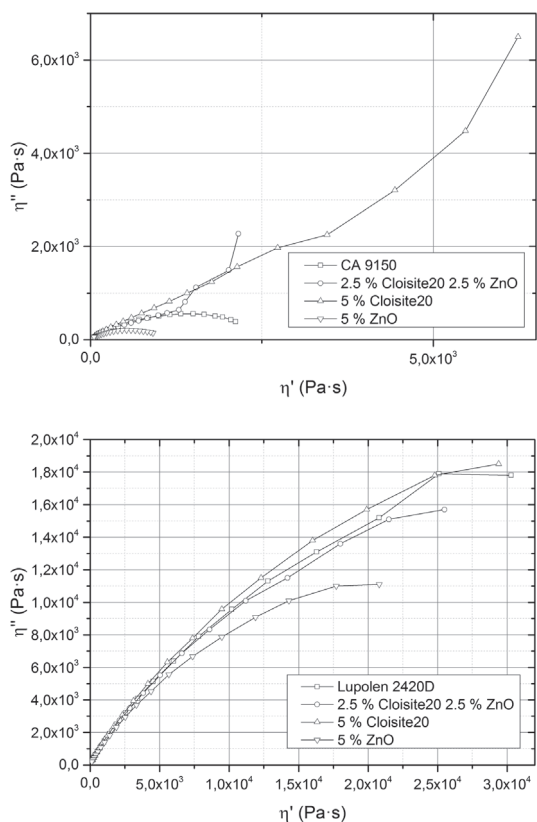 6,0x10³
4,0x10³
2,0x10³
0,0
η'' (Pa·s)
CA 9150
2.5 % Cloisite20 2.5 % ZnO
5 % Cloisite20
5 % ZnO
0,0 5,0x10³
η' (Pa·s)
2,0x10⁴
1,8x10⁴
1,6x10⁴
1,4x10⁴
1,2x10⁴
1,0x10⁴
8,0x10³
6,0x10³
4,0x10³
2,0x10³
0,0
η'' (Pa·s)
Lupolen 2420D
2.5 % Cloisite20 2.5 % ZnO
5 % Cloisite20
5 % ZnO
0,0 5,0x10³ 1,0x10⁴ 1,5x10⁴ 2,0x10⁴ 2,5x10⁴ 3,0x10⁴
η' (Pa·s)